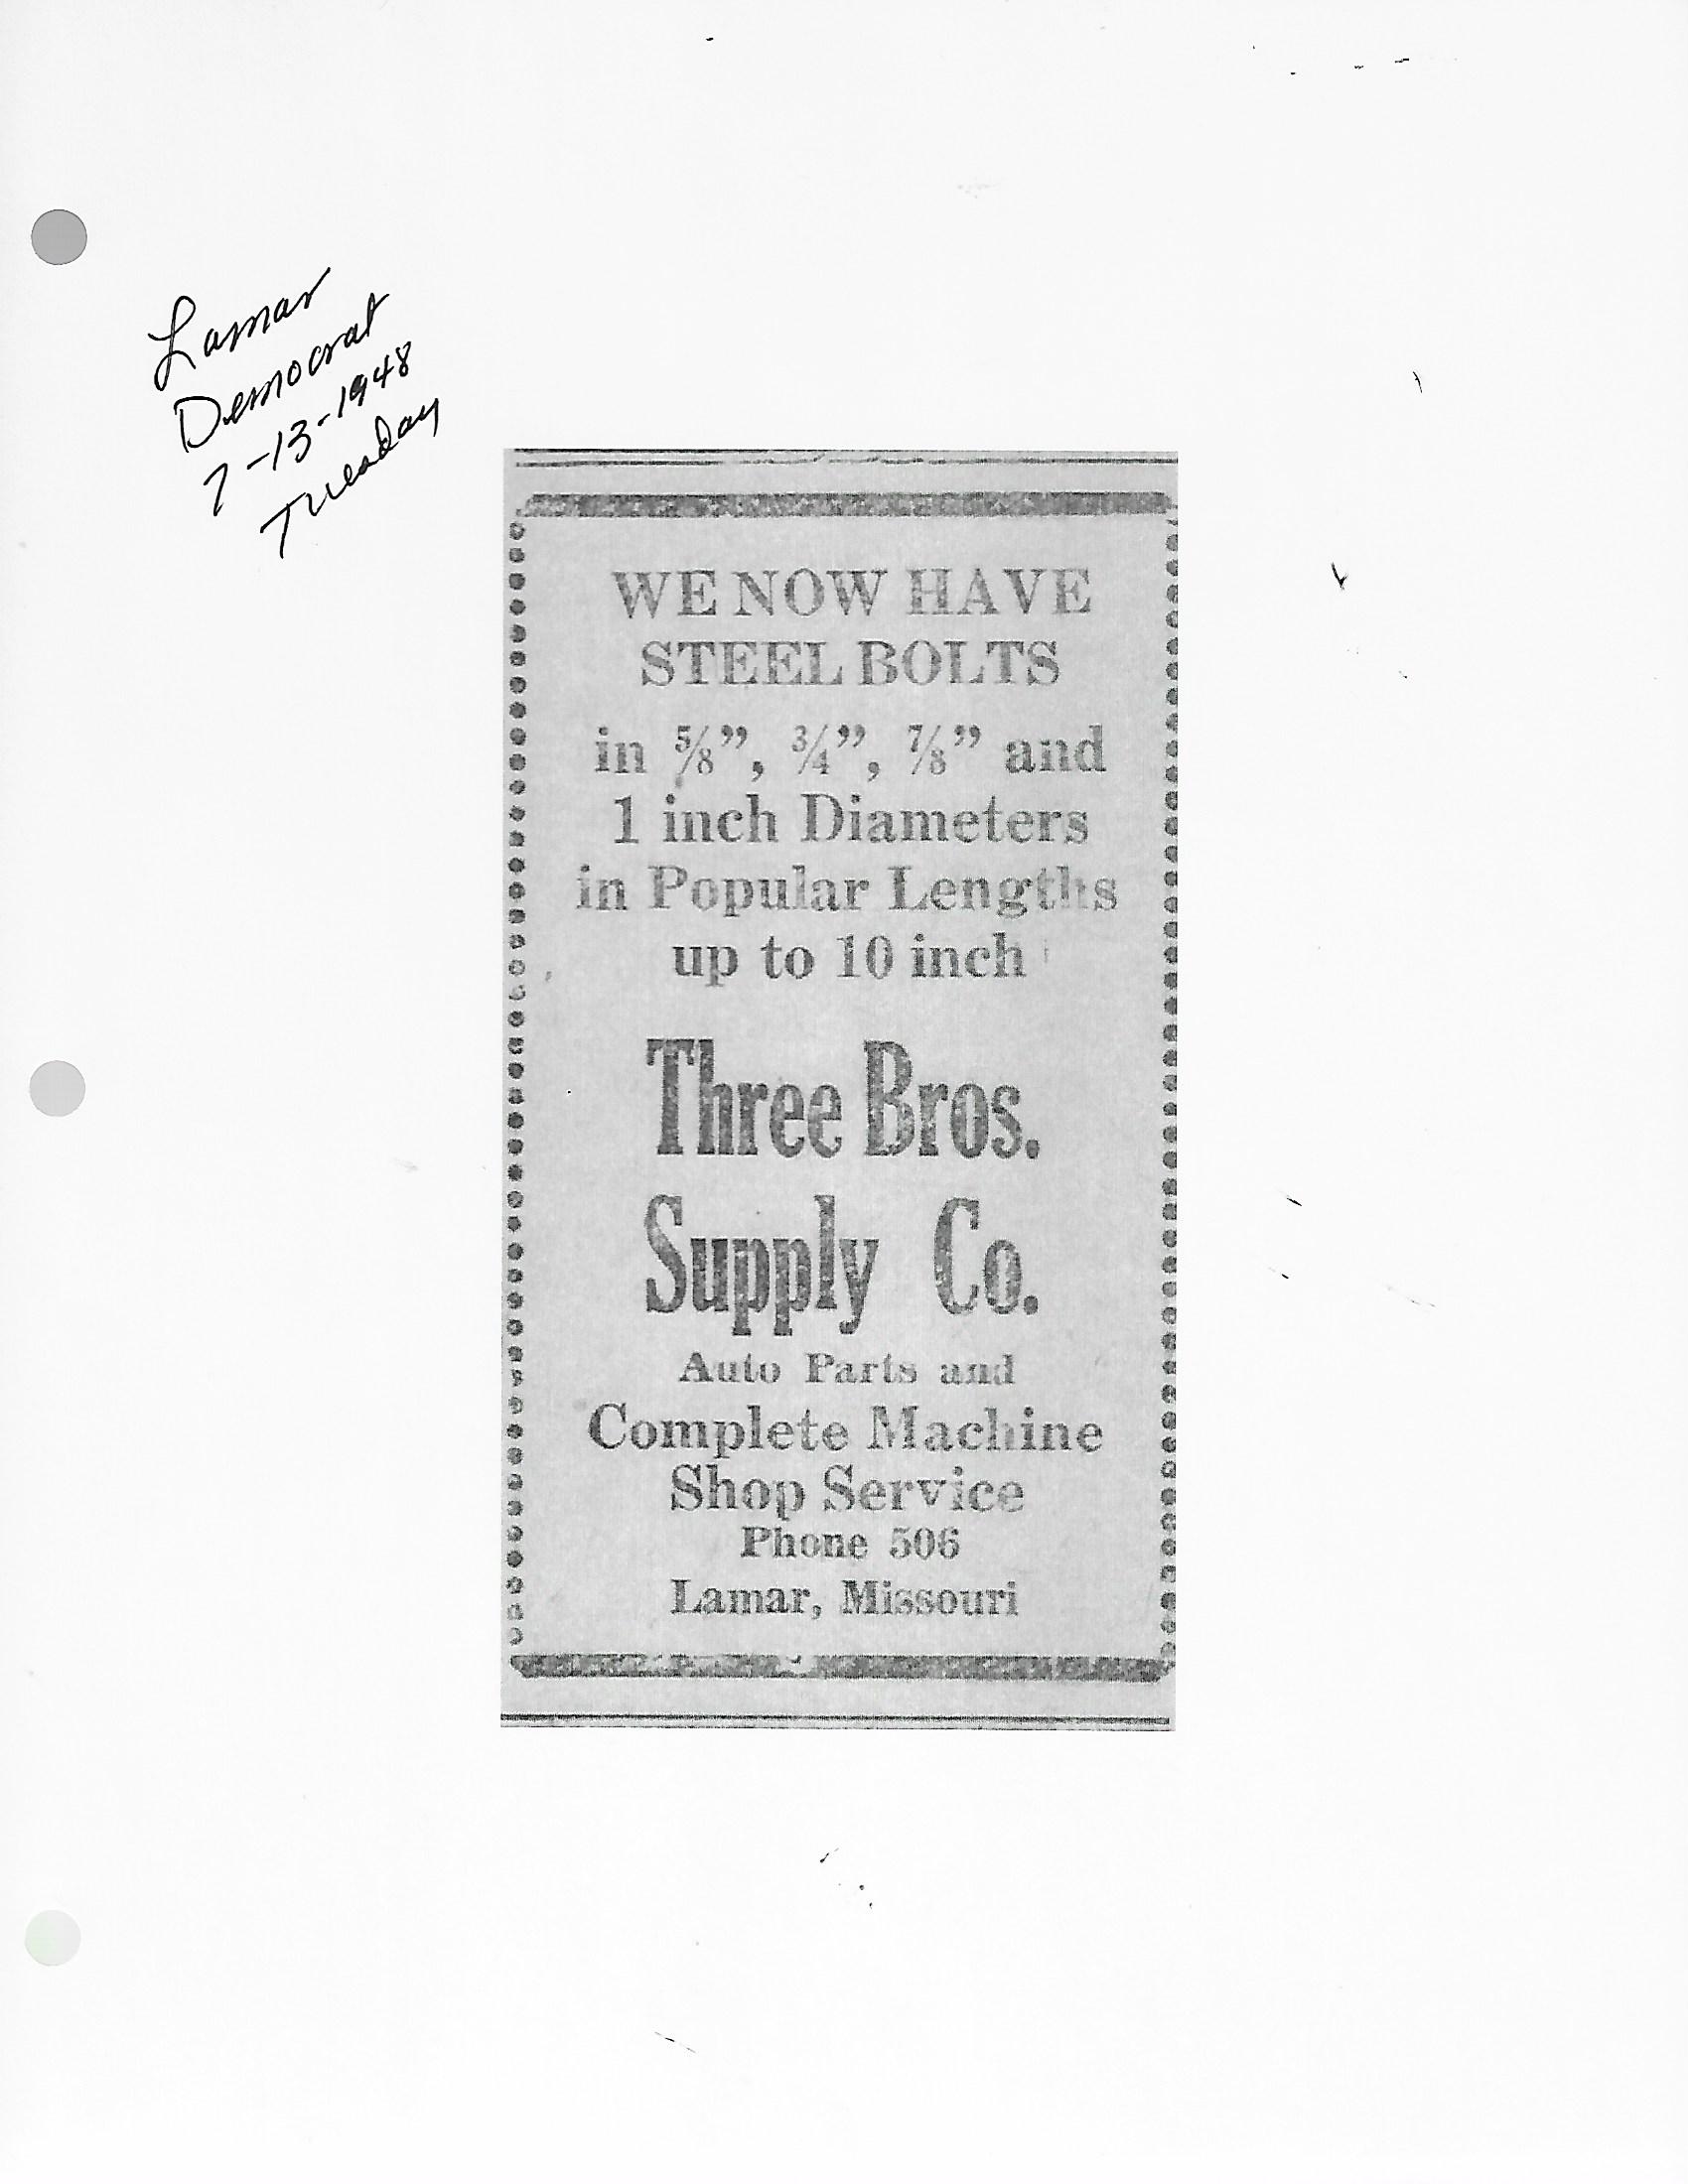 Lamar
Democrat
7-13-1948
Tuesday
WE NOW HAVE
STEEL BOLTS
in ⅝”, ¾”, ⅞” and
1 inch Diameters
in Popular Lengths
up to 10 inch
Three Bros.
Supply Co.
Auto Parts and
Complete Machine
Shop Service
Phone 506
Lamar, Missouri